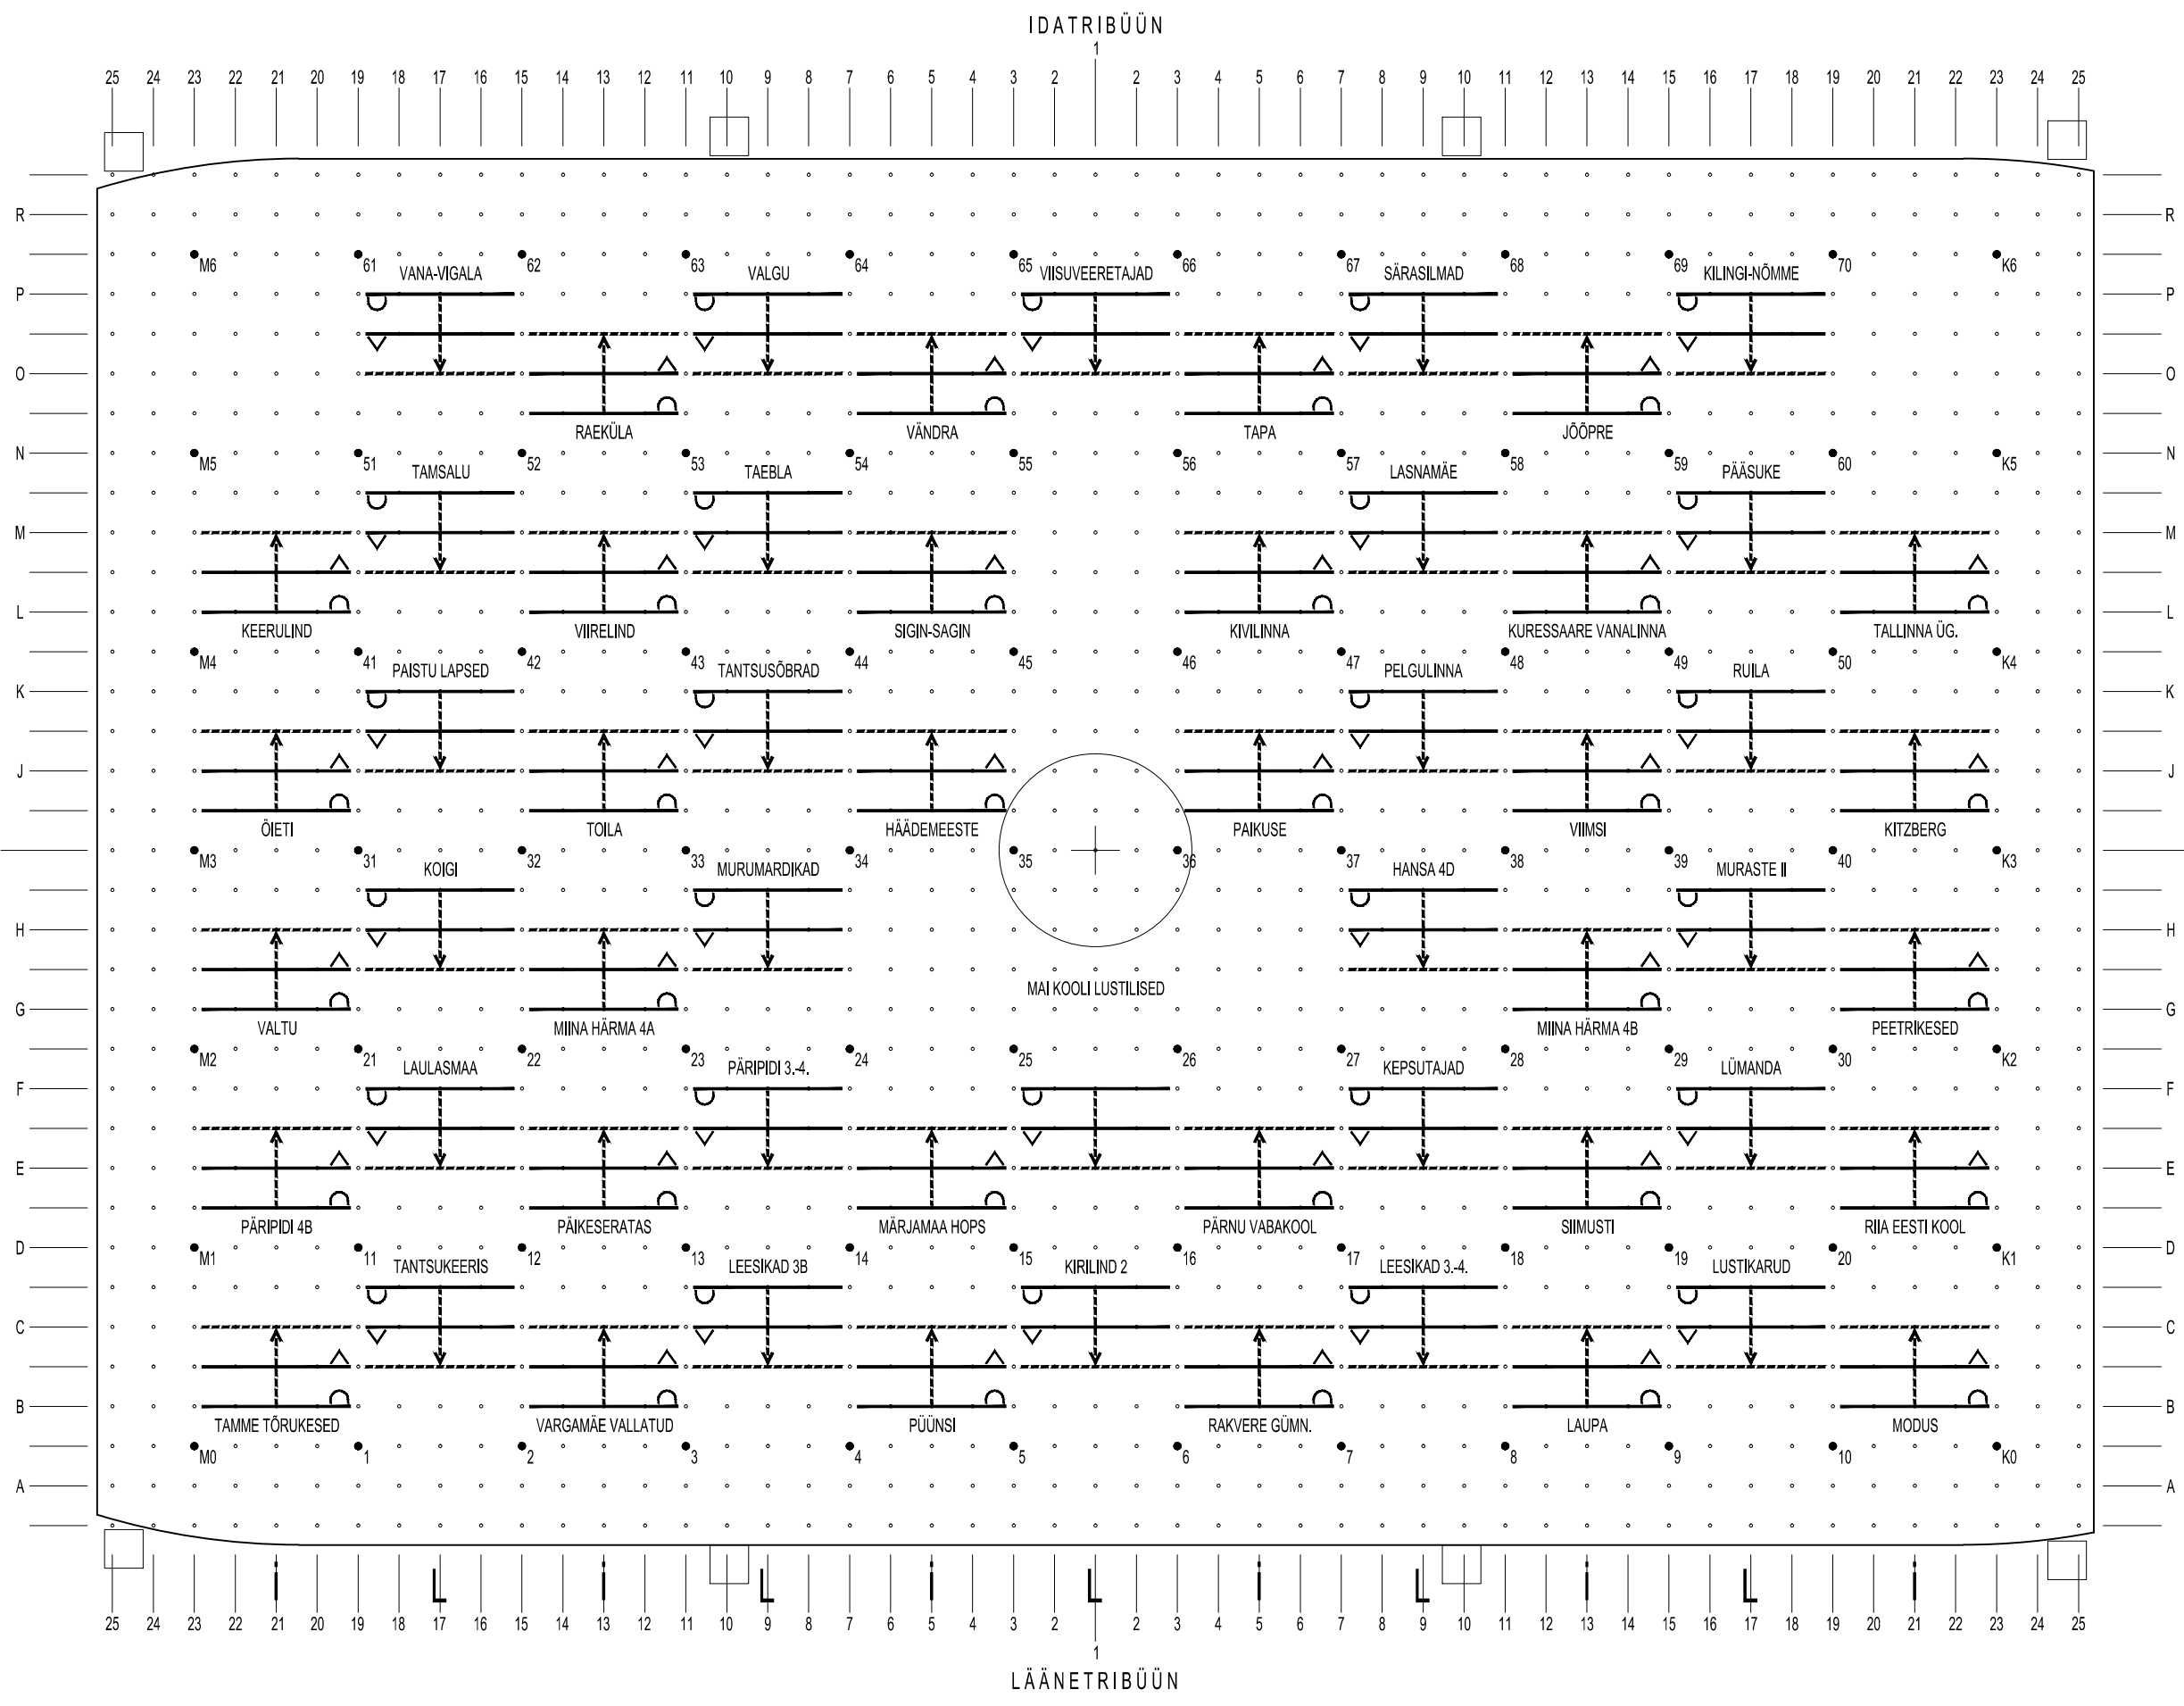 IDATRIBÜÜN
1
25 24 23 22 21 20 19 18 17 16 15 14 13 12 11 10 9 8 7 6 5 4 3 2 2 3 4 5 6 7 8 9 10 11 12 13 14 15 16 17 18 19 20 21 22 23 24 25
R R
M6 61 62 63 64 65 66 67 68 69 70 K6
VANA-VIGALA VALGU VIISUVEERETAJAD SÄRASILMAD KILINGI-NÕMME
P P
O O
RAEKÜLA VÄNDRA TAPA JÕÕPRE
N N
M5 51 52 53 54 55 56 57 58 59 60 K5
TAMSALU TAEBLA LASNAMÄE PÄÄSUKE
M M
L L
KEERULIND VIIRELIND SIGIN-SAGIN KIVILINNA KURESSAARE VANALINNA TALLINNA ÜG.
M4 41 42 43 44 45 46 47 48 49 50 K4
PAISTU LAPSED TANTSUSÕBRAD PELGULINNA RUILA
K K
J J
ÕIETI TOILA HÄÄDEMEESTE PAIKUSE VIIMSI KITZBERG
M3 31 32 33 34 35 36 37 38 39 40 K3
KOIGI MURUMARDIKAD HANSA 4D MURASTE II
H H
MAI KOOLI LUSTILISED
G G
VALTU MIINA HÄRMA 4A MIINA HÄRMA 4B PEETRIKESED
M2 21 22 23 24 25 26 27 28 29 30 K2
LAULASMAA PÄRIPIDI 3.-4. KEPSUTAJAD LÜMANDA
F F
E E
PÄRIPIDI 4B PÄIKESERATAS MÄRJAMAA HOPS PÄRNU VABAKOOL SIIMUSTI RIIA EESTI KOOL
D D
M1 11 12 13 14 15 16 17 18 19 20 K1
TANTSUKEERIS LEESIKAD 3B KIRILIND 2 LEESIKAD 3.-4. LUSTIKARUD
C C
B B
TAMME TÕRUKESED VARGAMÄE VALLATUD PÜÜNSI RAKVERE GÜMN. LAUPA MODUS
M0 1 2 3 4 5 6 7 8 9 10 K0
A A
i L i L i L i L i L i
25 24 23 22 21 20 19 18 17 16 15 14 13 12 11 10 9 8 7 6 5 4 3 2 2 3 4 5 6 7 8 9 10 11 12 13 14 15 16 17 18 19 20 21 22 23 24 25
1
LÄÄNETRIBÜÜN